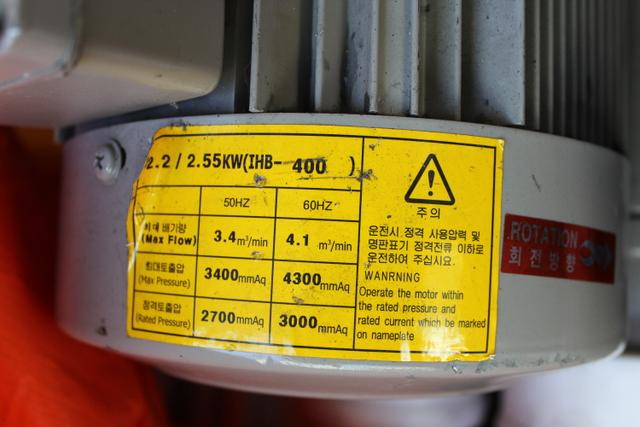 2.2 / 2.55KW(IHB- 400 )
50HZ 60HZ
최대 배기량
(Max Flow) 3.4 m³/min 4.1 m³/min
최대토출압
(Max Pressure) 3400mmAq 4300mmAq
정격토출압
(Rated Pressure) 2700mmAq 3000mmAq
주의
운전시, 정격 사용압력 및
명판표기 정격전류 이하로
운전하여 주십시요.
WANRNING
Operate the motor within
the rated pressure and
rated current which be marked
on nameplate
ROTATION
회전방향